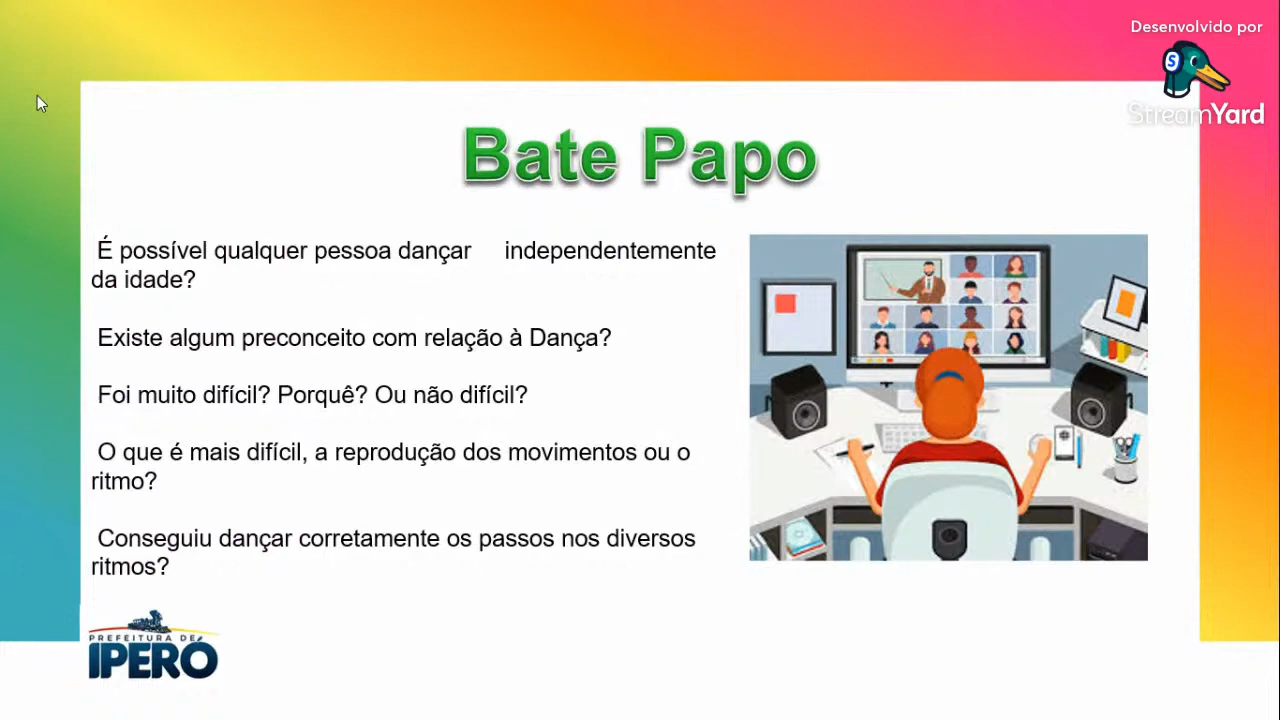 Desenvolvido por
StreamYard
Bate Papo
É possível qualquer pessoa dançar independentemente
da idade?
Existe algum preconceito com relação à Dança?
Foi muito difícil? Porquê? Ou não difícil?
O que é mais difícil, a reprodução dos movimentos ou o
ritmo?
Conseguiu dançar corretamente os passos nos diversos
ritmos?
PREFEITURA DE
IPERÓ